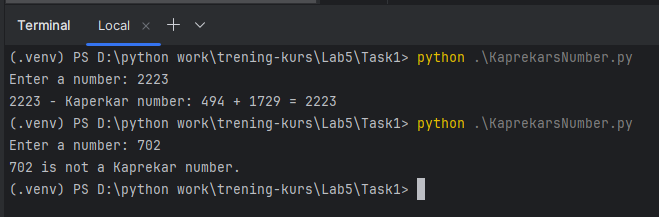 Terminal Local × + ∨
(.venv) PS D:\python work\trening-kurs\Lab5\Task1> python .\KaprekarsNumber.py
Enter a number: 2223
2223 - Kaperkar number: 494 + 1729 = 2223
(.venv) PS D:\python work\trening-kurs\Lab5\Task1> python .\KaprekarsNumber.py
Enter a number: 702
702 is not a Kaprekar number.
(.venv) PS D:\python work\trening-kurs\Lab5\Task1>